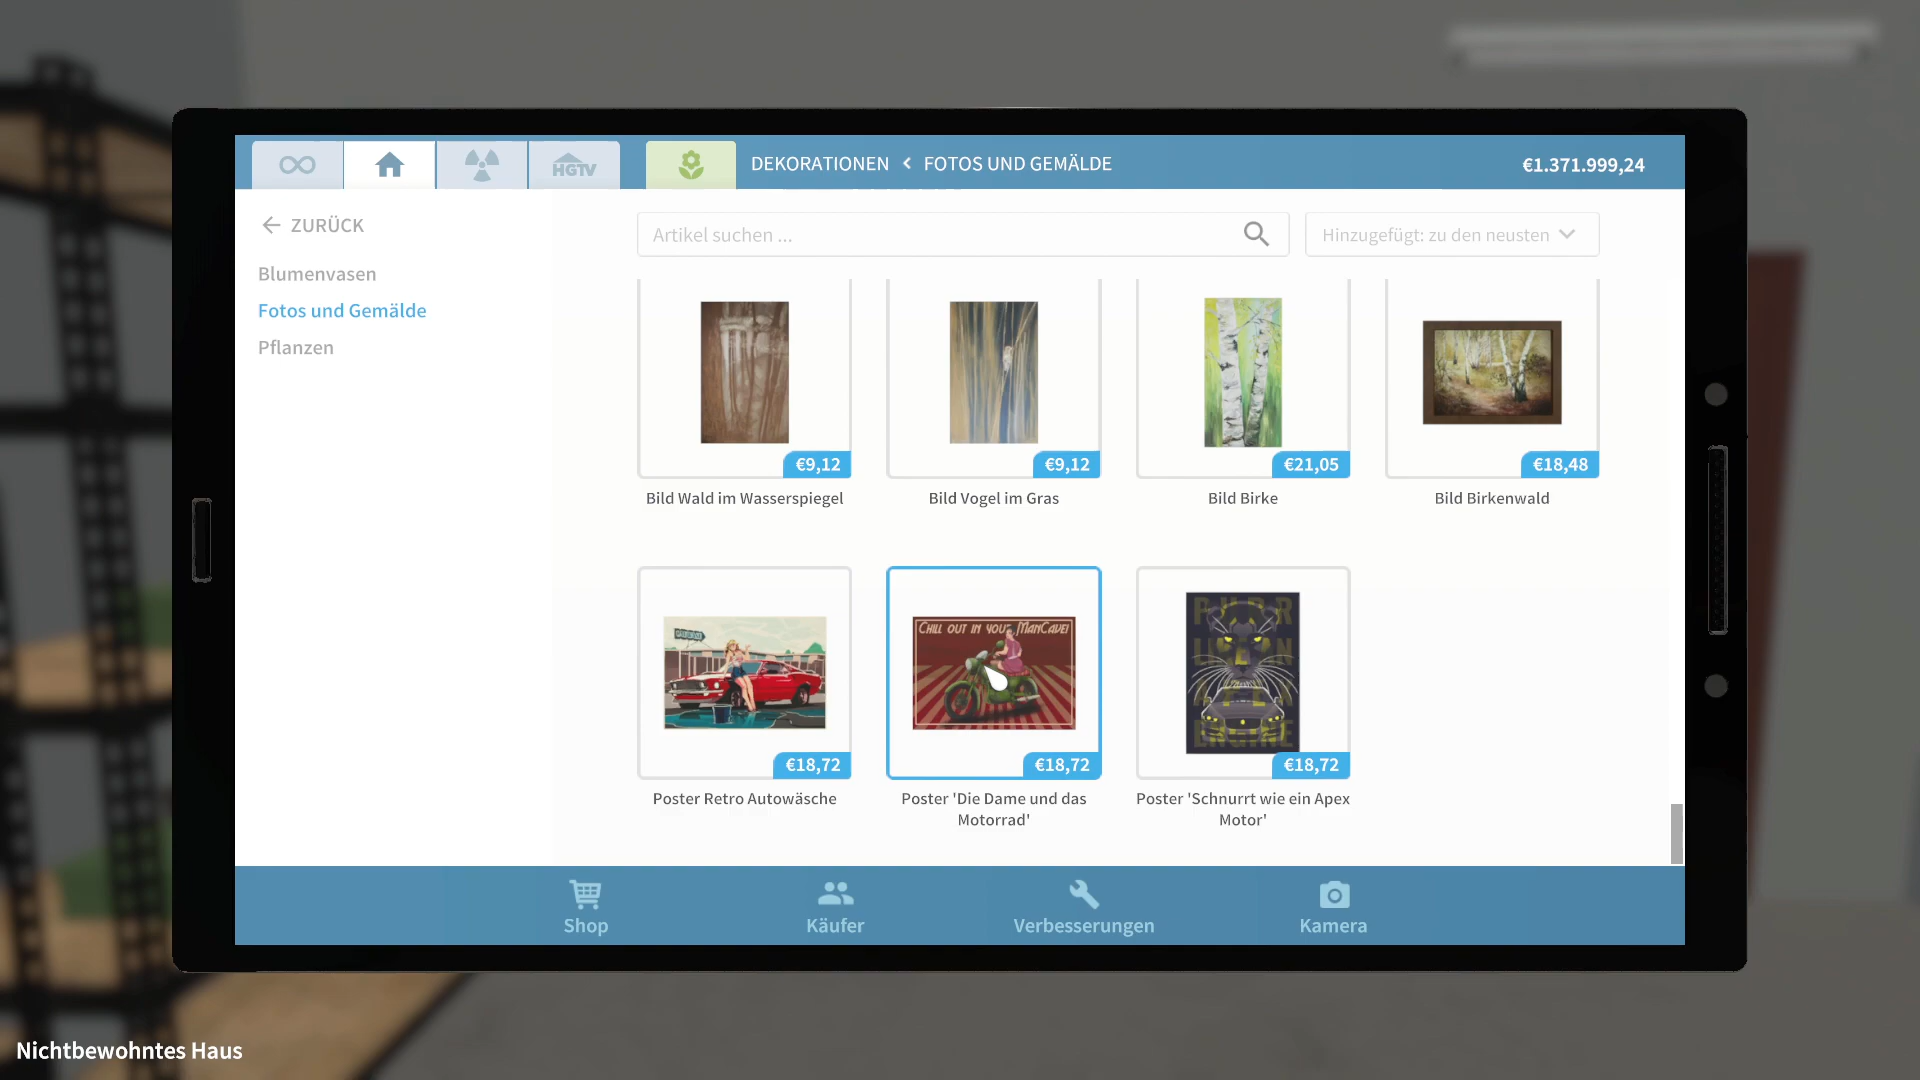 HGTV
DEKORATIONEN < FOTOS UND GEMÄLDE
€1.371.999,24
ZURÜCK
Blumenvasen
Fotos und Gemälde
Pflanzen
Artikel suchen ...
Hinzugefügt: zu den neusten
€9,12
€9,12
€21,05
€18,48
Bild Wald im Wasserspiegel
Bild Vogel im Gras
Bild Birke
Bild Birkenwald
CHILL OUT IN YOUR MANCAVE!
€18,72
€18,72
€18,72
Poster Retro Autowäsche
Poster 'Die Dame und das
Motorrad'
Poster 'Schnurrt wie ein Apex
Motor'
Shop
Käufer
Verbesserungen
Kamera
Nichtbewohntes Haus